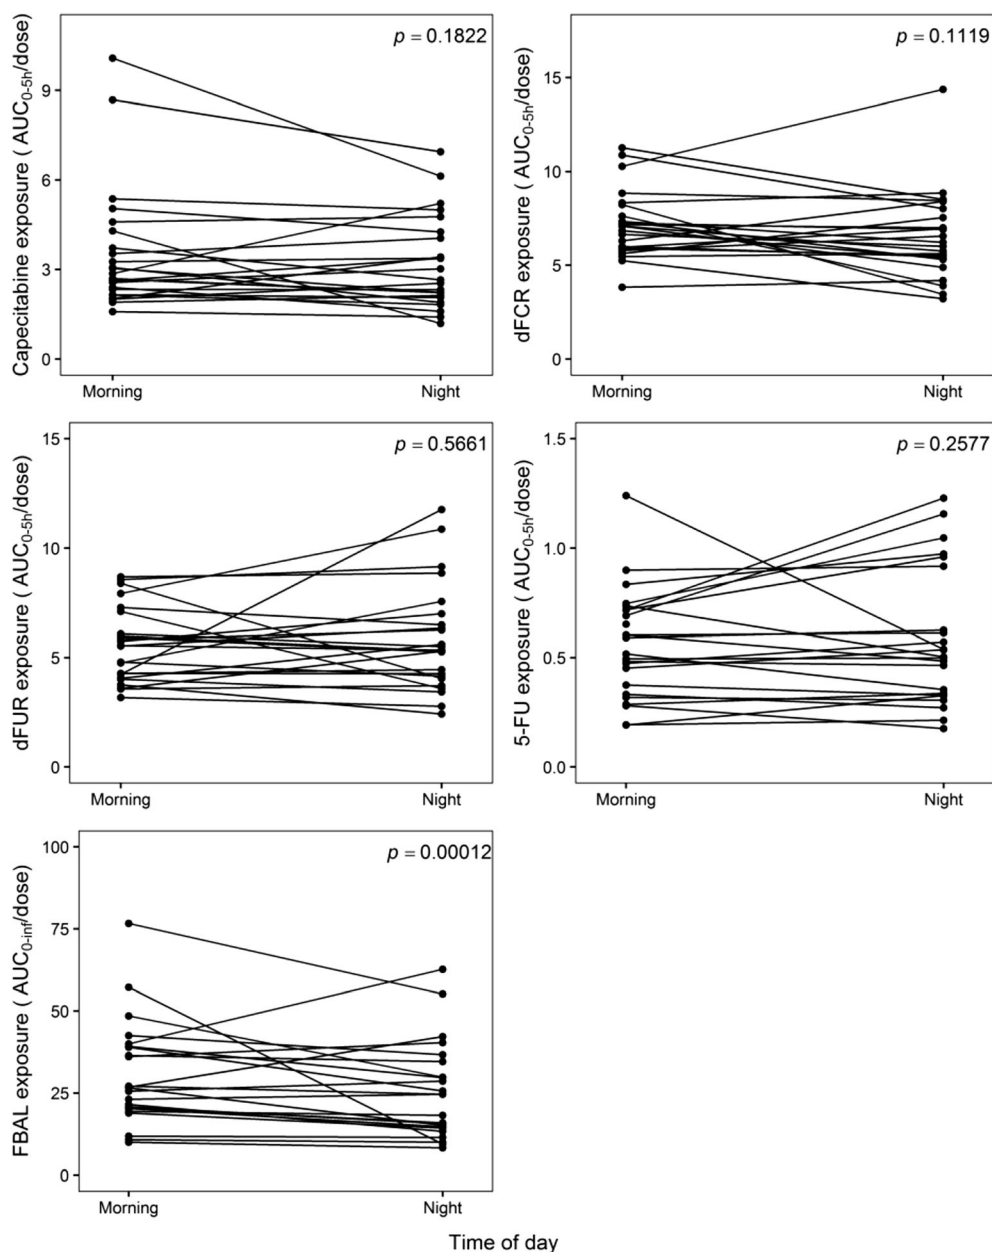 Capecitabine exposure ( AUC0-5h/dose)
p = 0.1822
9
6
3
0
Morning Night
dFCR exposure ( AUC0-5h/dose)
p = 0.1119
15
10
5
0
Morning Night
dFUR exposure ( AUC0-5h/dose)
p = 0.5661
15
10
5
0
Morning Night
5-FU exposure ( AUC0-5h/dose)
p = 0.2577
1.5
1.0
0.5
0.0
Morning Night
FBAL exposure ( AUC0-inf/dose)
p = 0.00012
100
75
50
25
0
Morning Night
Time of day